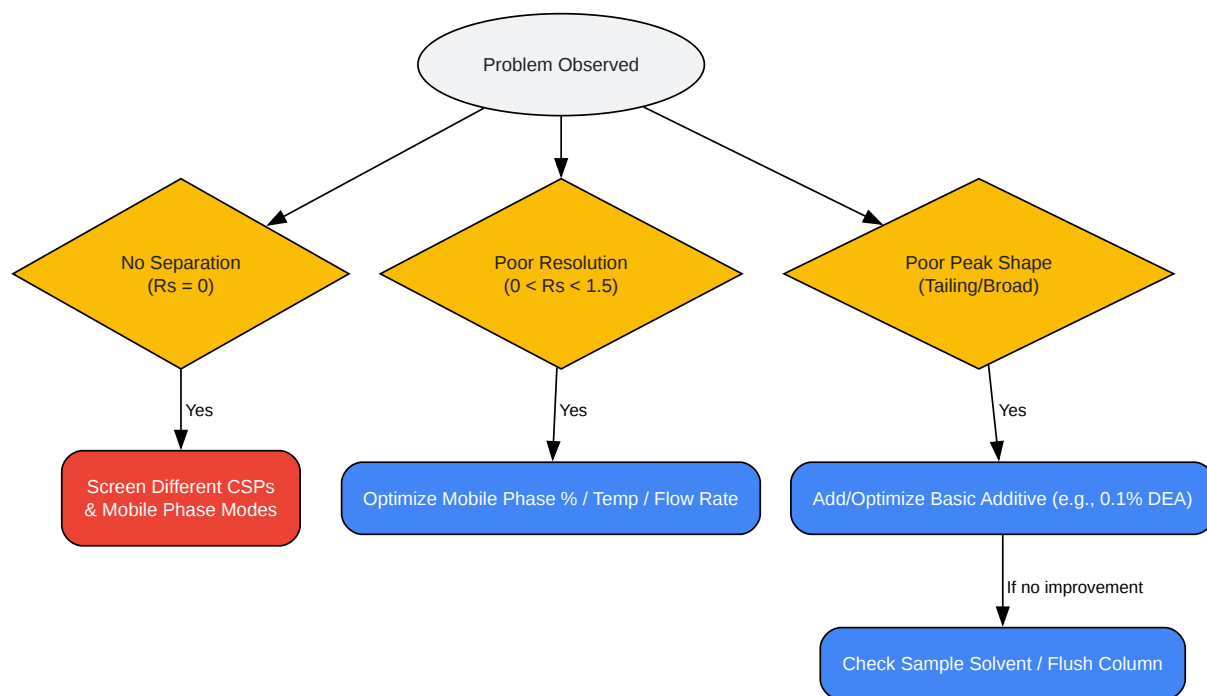 Problem Observed
No Separation
(Rs = 0)
Poor Resolution
(0 < Rs < 1.5)
Poor Peak Shape
(Tailing/Broad)
Yes
Yes
Yes
Screen Different CSPs
& Mobile Phase Modes
Optimize Mobile Phase % / Temp / Flow Rate
Add/Optimize Basic Additive (e.g., 0.1% DEA)
If no improvement
Check Sample Solvent / Flush Column